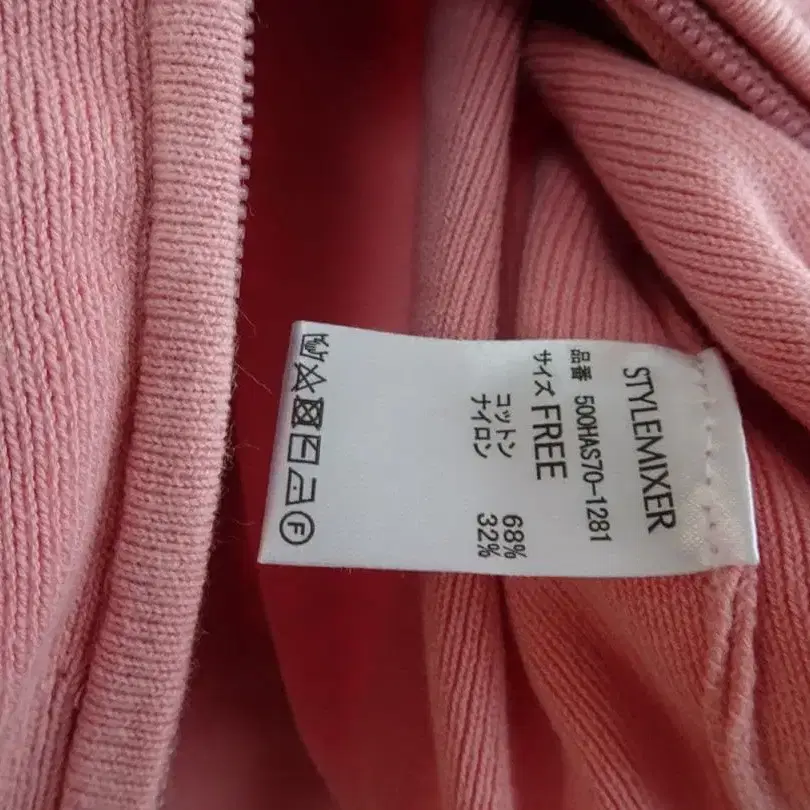 STYLEMIXER
品番 500HAS70-1281
サイズ FREE
コットン 68%
ナイロン 32%
F